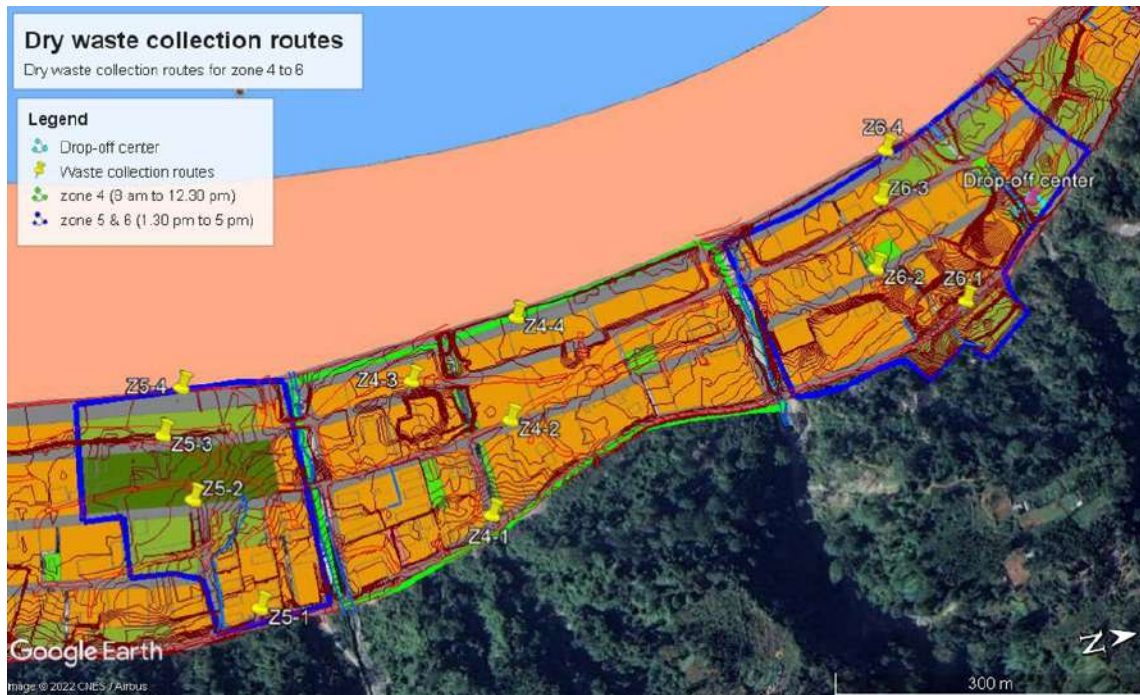 Dry waste collection routes
Dry waste collection routes for zone 4 to 6
Legend
Drop-off center
Waste collection routes
zone 4 (8 am to 12.30 pm)
zone 5 & 6 (1.30 pm to 5 pm)
Z6-4
Z6-3
Drop-off center
Z6-2
Z6-1
Z4-4
Z4-3
Z4-2
Z4-1
Z5-4
Z5-3
Z5-2
Z5-1
Google Earth
Image © 2022 CNES / Airbus
N
300 m